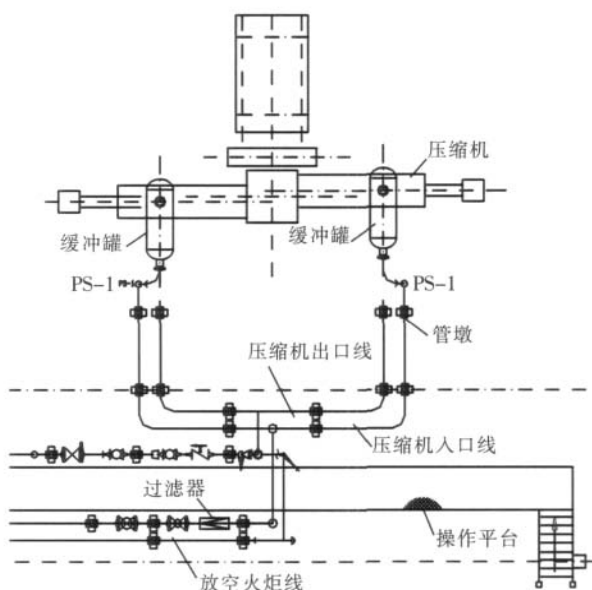 压缩机
缓冲罐
缓冲罐
PS-1
PS-1
管墩
压缩机出口线
压缩机入口线
过滤器
操作平台
放空火炬线